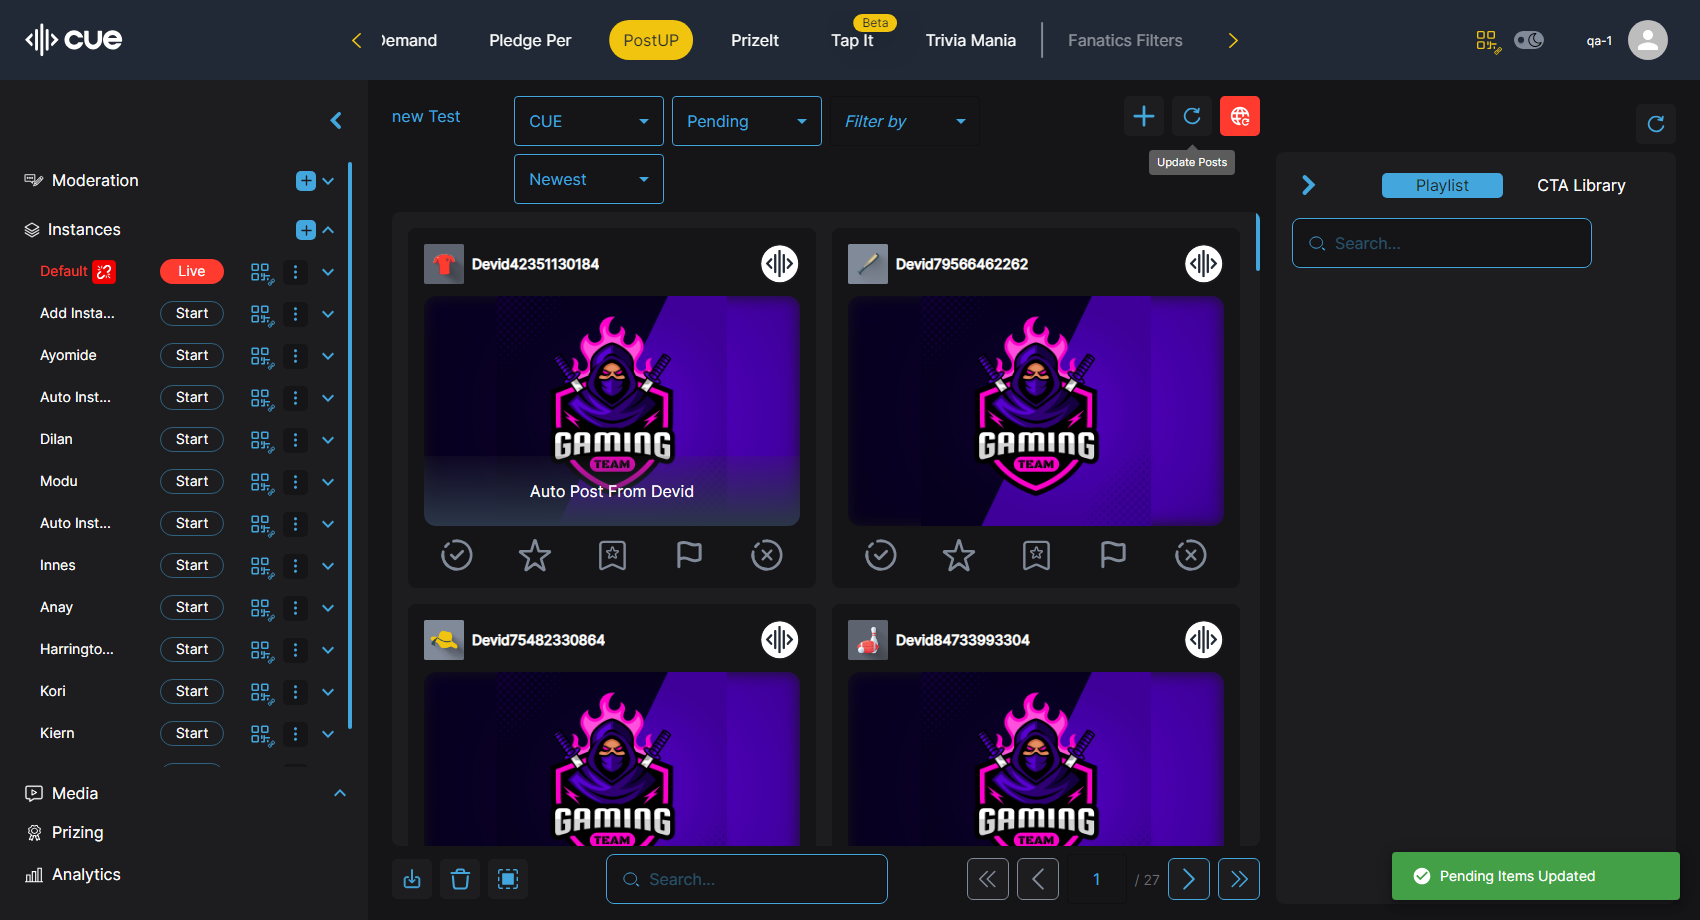 cue
Demand
Pledge Per
PostUP
PrizeIt
Beta
Tap It
Trivia Mania
Fanatics Filters
qa-1
Moderation
Instances
Default
Live
Add Insta...
Start
Ayomide
Start
Auto Inst...
Start
Dilan
Start
Modu
Start
Auto Inst...
Start
Innes
Start
Anay
Start
Harringto...
Start
Kori
Start
Kiern
Start
Media
Prizing
Analytics
new Test
CUE
Pending
Filter by
Newest
Update Posts
Devid42351130184
GAMING
TEAM
Auto Post From Devid
Devid79566462262
GAMING
TEAM
Devid75482330864
GAMING
TEAM
Devid84733993304
GAMING
TEAM
Search...
1
/ 27
Playlist
CTA Library
Search...
Pending Items Updated